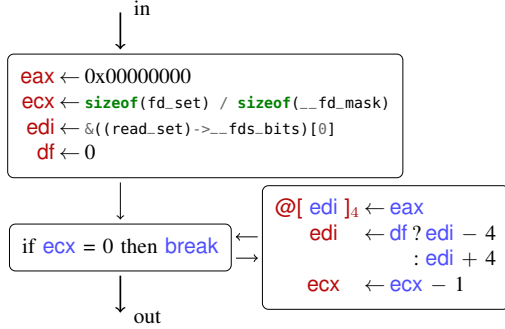 in
eax ← 0x00000000
ecx ← sizeof(fd_set) / sizeof(__fd_mask)
edi ← &((read_set)->__fds_bits)[0]
df ← 0
if ecx = 0 then break
@[ edi ]4 ← eax
edi ← df ? edi − 4
: edi + 4
ecx ← ecx − 1
out